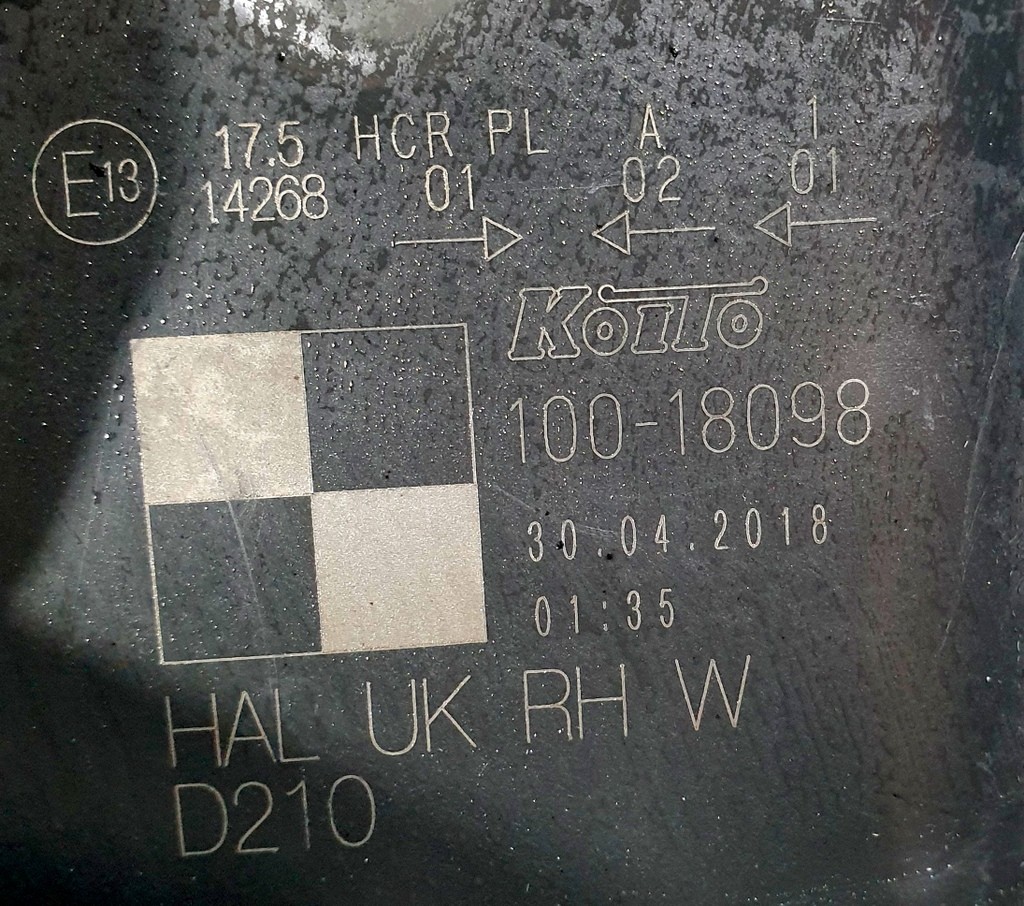 E13 17.5 HCR PL A 1
14268 01 02 01
KOITO
100-18098
30.04.2018
01:35
HAL UK RH W
D210